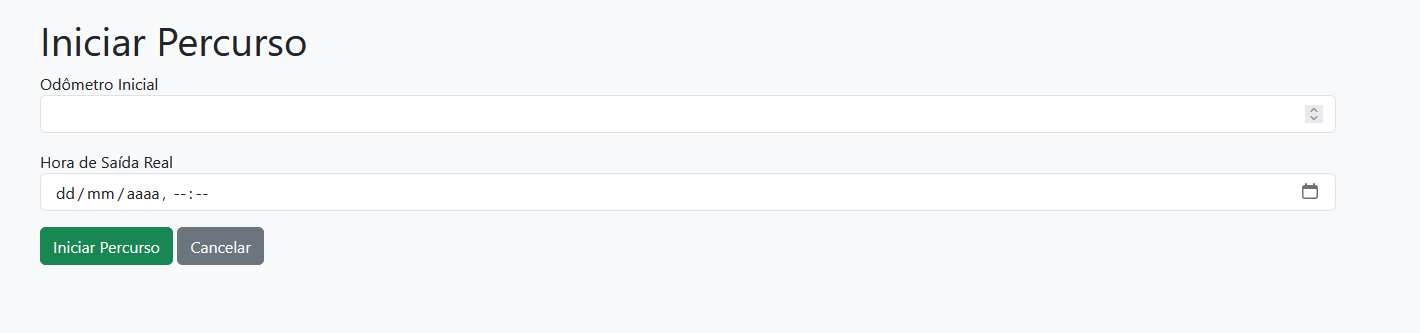 Iniciar Percurso
Odômetro Inicial
Hora de Saída Real
dd/mm/aaaa, --:--
Iniciar Percurso Cancelar